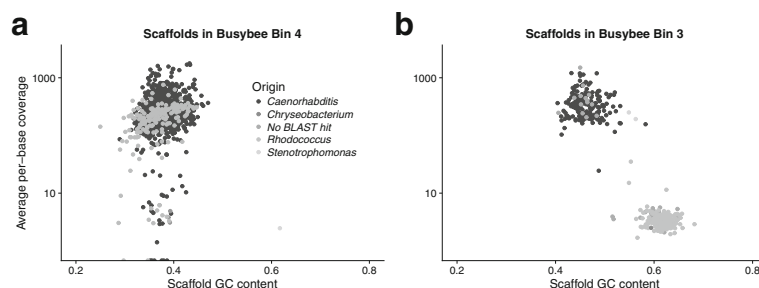 a
Scaffolds in Busybee Bin 4
Average per−base coverage
1000
10
0.2
0.4
0.6
0.8
Scaffold GC content
Origin
Caenorhabditis
Chryseobacterium
No BLAST hit
Rhodococcus
Stenotrophomonas
b
Scaffolds in Busybee Bin 3
1000
10
0.2
0.4
0.6
0.8
Scaffold GC content